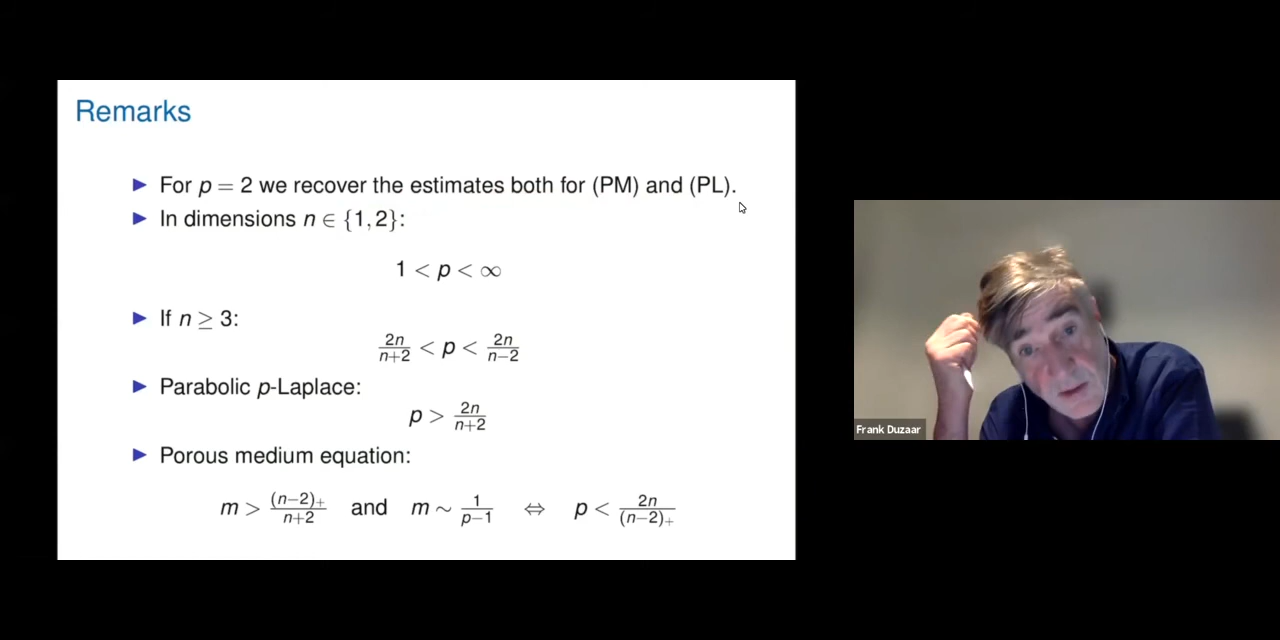 Remarks
► For p = 2 we recover the estimates both for (PM) and (PL).
► In dimensions n ∈ {1, 2}:
1 < p < ∞
► If n ≥ 3:
2n/n+2 < p < 2n/n−2
► Parabolic p-Laplace:
p > 2n/n+2
► Porous medium equation:
m > (n−2)₊/n+2 and m ∼ 1/p−1 ⇔ p < 2n/(n−2)₊
Frank Duzaar